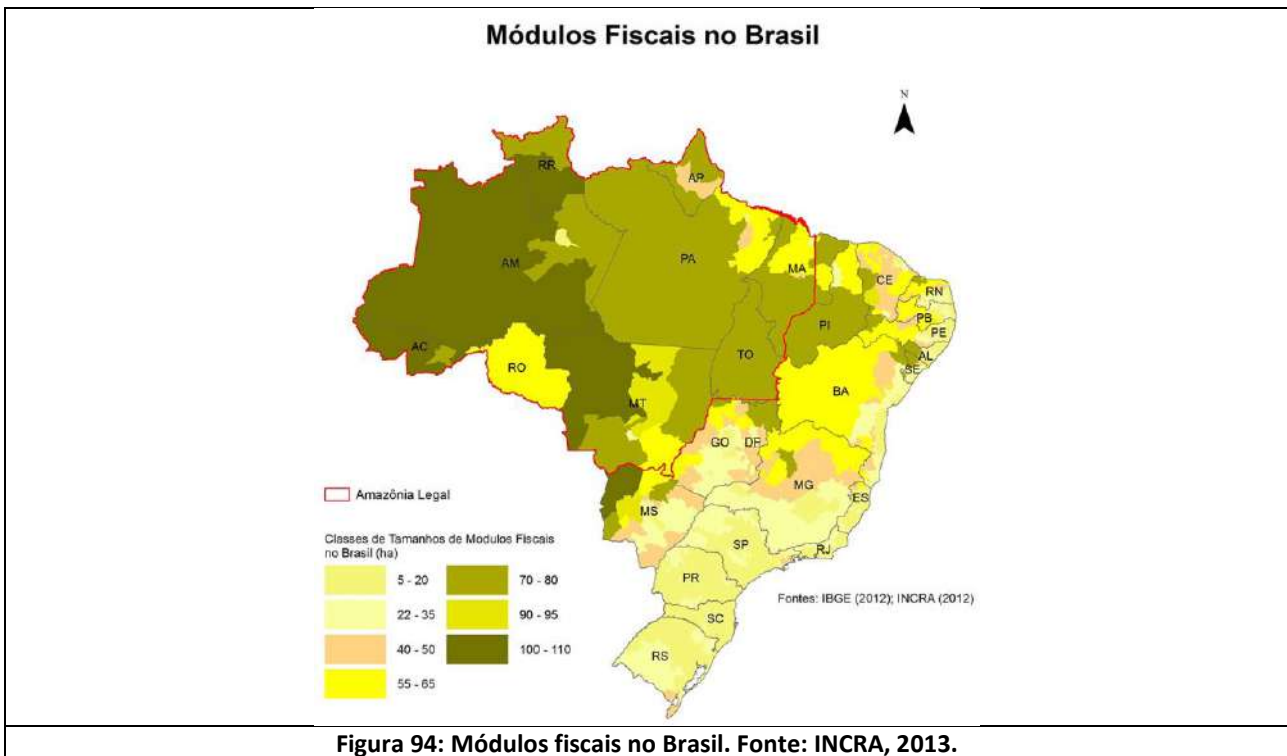 Módulos Fiscais no Brasil
N
RR
AP
AM
PA
MA
CE
RN
PB
PE
PI
AL
SE
AC
RO
TO
BA
MT
GO
DF
MG
ES
MS
SP
RJ
PR
SC
RS
Amazônia Legal
Classes de Tamanhos de Modulos Fiscais
no Brasil (ha)
5 - 20
70 - 80
22 - 35
90 - 95
40 - 50
100 - 110
55 - 65
Fontes: IBGE (2012); INCRA (2012)
Figura 94: Módulos fiscais no Brasil. Fonte: INCRA, 2013.